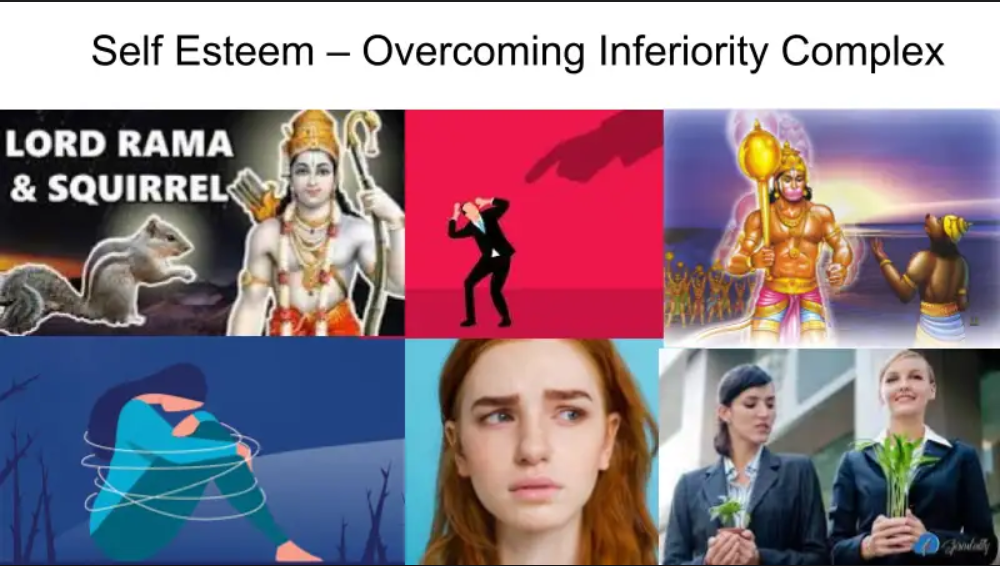 Self Esteem – Overcoming Inferiority Complex
LORD RAMA
& SQUIRREL